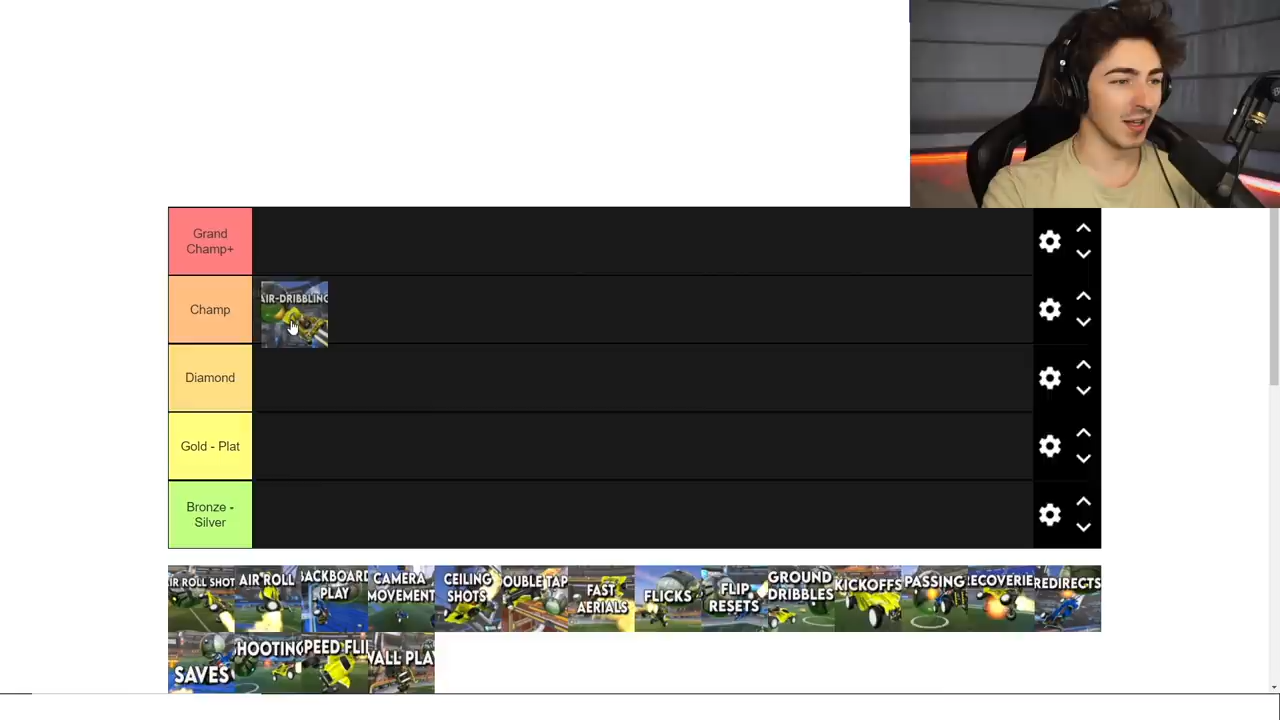 Grand
Champ+
Champ
AIR-DRIBBLING
Diamond
Gold - Plat
Bronze -
Silver
AIR ROLL
CAMERA
MOVEMENT
CEILING
SHOTS
FAST
AERIALS
FLICKS
FLIP
RESETS
GROUND
DRIBBLES
KICKOFFS
PASSING
REDIRECTS
SAVES